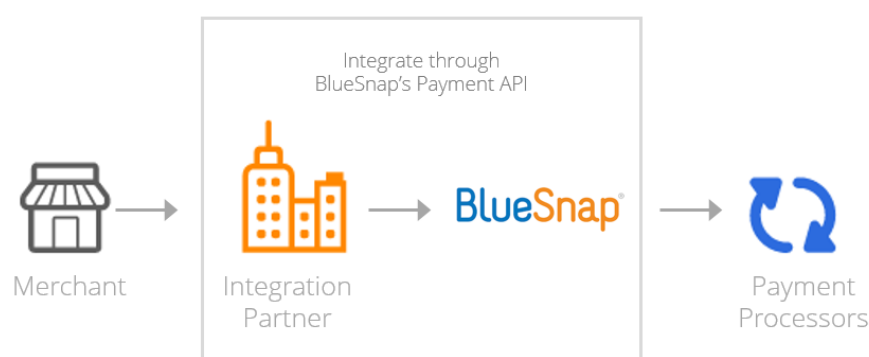 Integrate through
BlueSnap's Payment API
BlueSnap®
Merchant
Integration
Partner
Payment
Processors